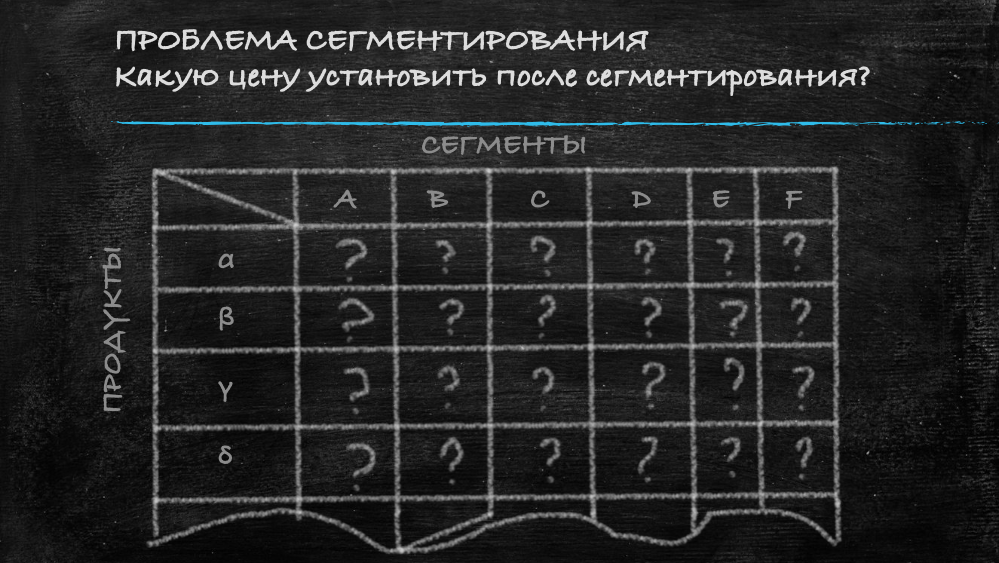 ПРОБЛЕМА СЕГМЕНТИРОВАНИЯ
Какую цену установить после сегментирования?
СЕГМЕНТЫ
A B C D E F
ПРОДУКТЫ
α ? ? ? ? ? ?
β ? ? ? ? ? ?
γ ? ? ? ? ? ?
δ ? ? ? ? ? ?